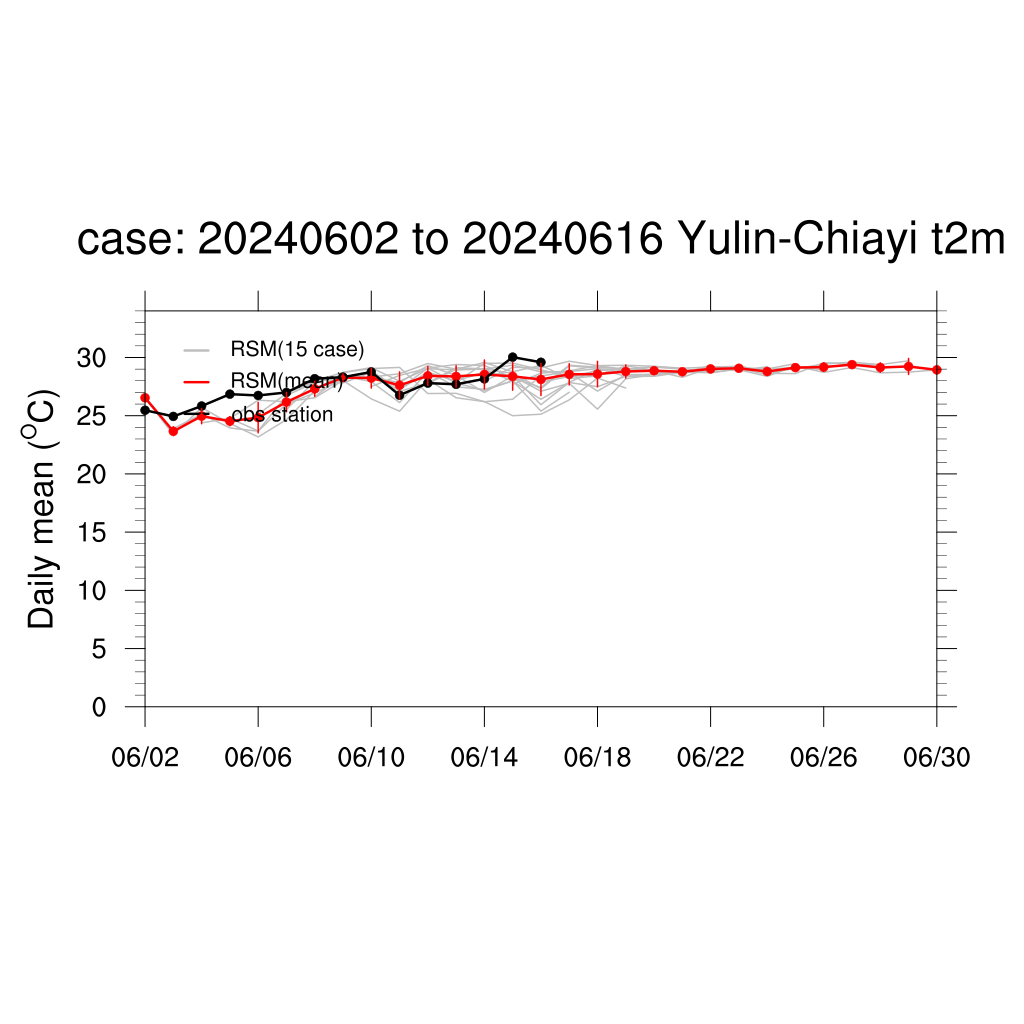 case: 20240602 to 20240616 Yulin-Chiayi t2m
Daily mean (°C)
30
25
20
15
10
5
0
RSM(15 case)
RSM(mean)
obs station
06/02 06/06 06/10 06/14 06/18 06/22 06/26 06/30